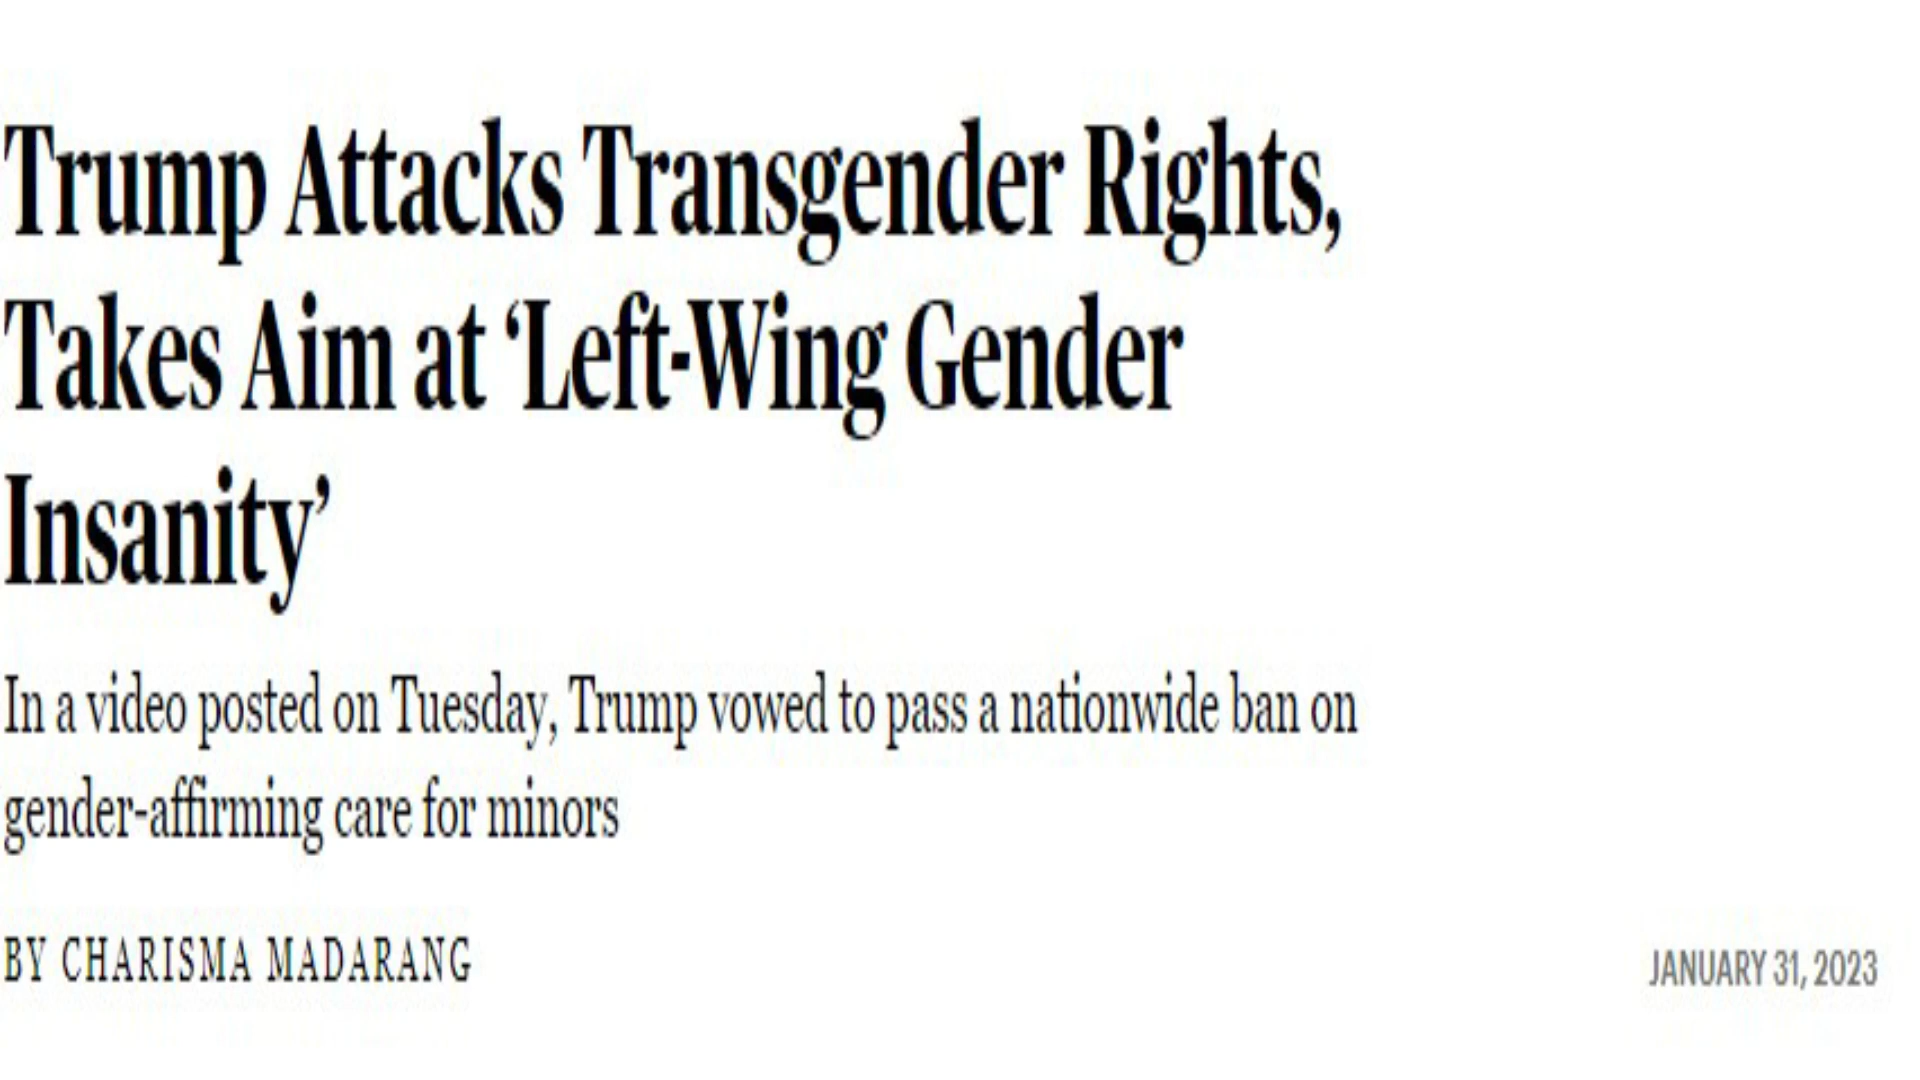 Trump Attacks Transgender Rights,
Takes Aim at ‘Left-Wing Gender
Insanity’
In a video posted on Tuesday, Trump vowed to pass a nationwide ban on
gender-affirming care for minors
BY CHARISMA MADARANG
JANUARY 31, 2023